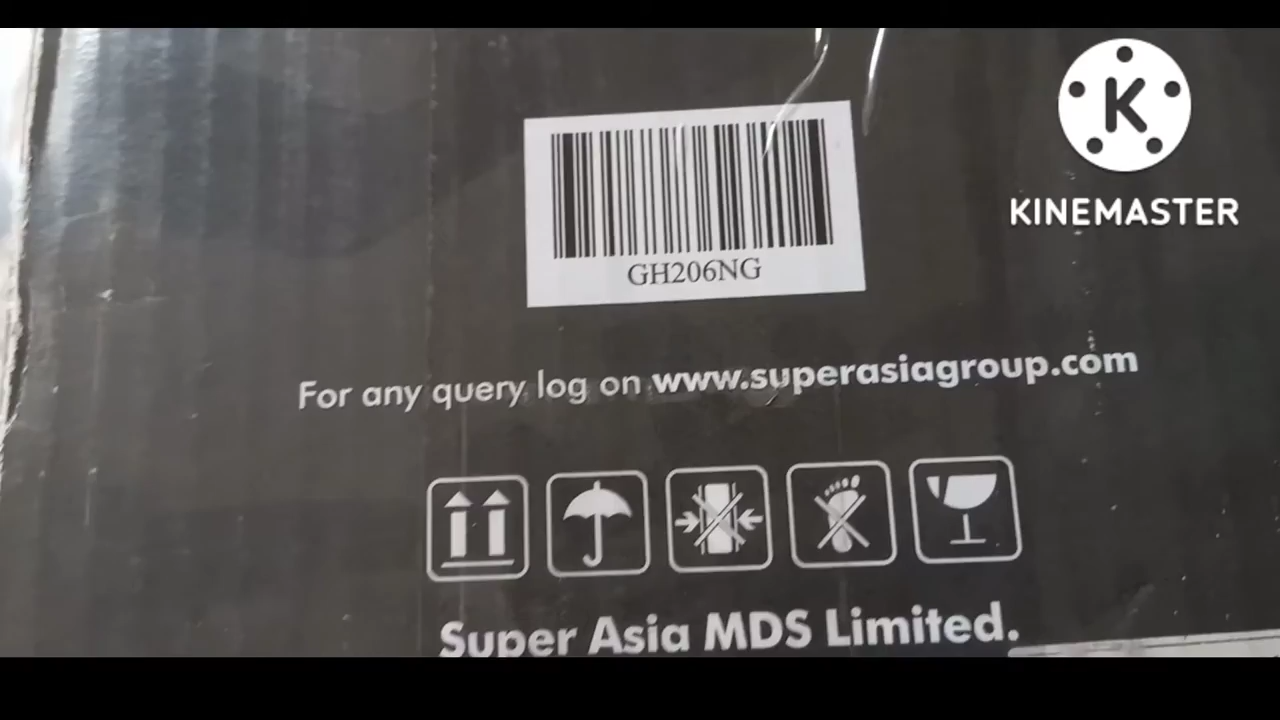 K
KINEMASTER
GH206NG
For any query log on www.superasiagroup.com
Super Asia MDS Limited.